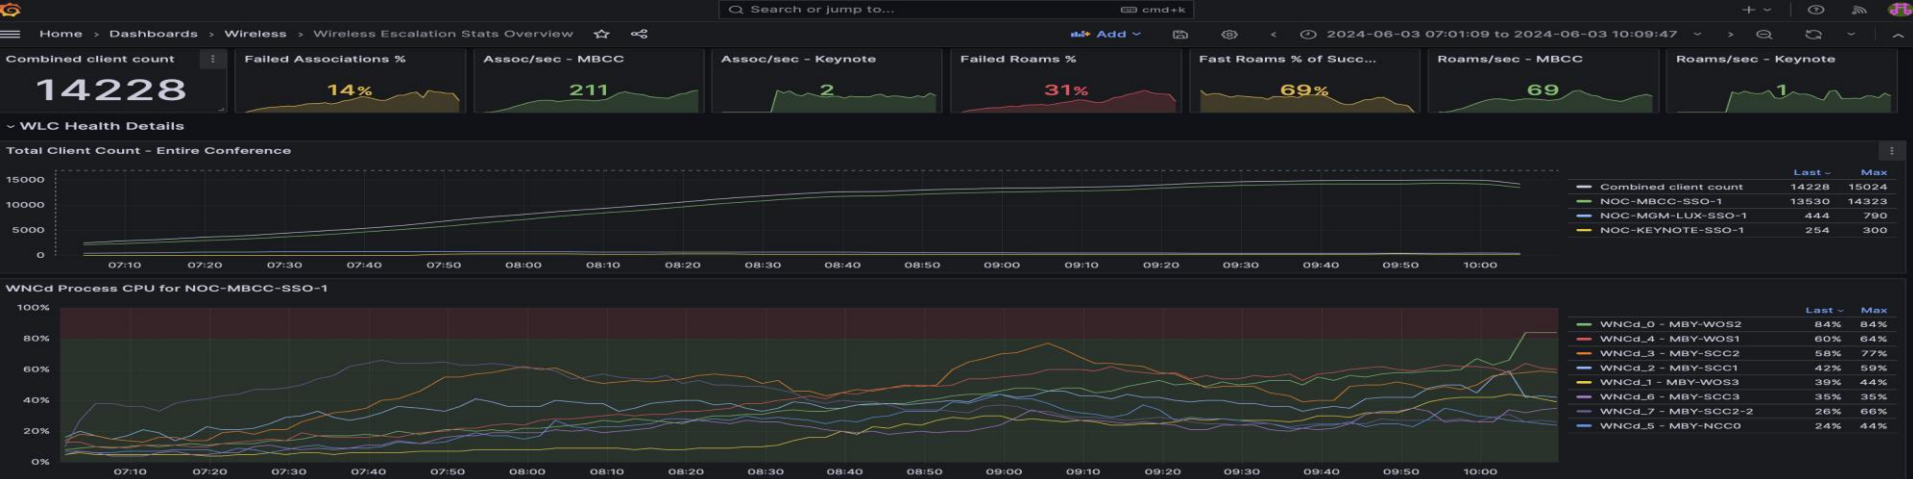 Search or jump to... cmd+k
Home > Dashboards > Wireless > Wireless Escalation Stats Overview Add 2024-06-03 07:01:09 to 2024-06-03 10:09:47
Combined client count Failed Associations % Assoc/sec - MBCC Assoc/sec - Keynote Failed Roams % Fast Roams % of Succ... Roams/sec - MBCC Roams/sec - Keynote
14228 14% 211 2 31% 69% 69 1
WLC Health Details
Total Client Count - Entire Conference
Last Max
15000
10000
5000
0
Combined client count 14228 15024
NOC-MBCC-SSO-1 13530 14323
NOC-MGM-LUX-SSO-1 444 790
NOC-KEYNOTE-SSO-1 254 300
07:10 07:20 07:30 07:40 07:50 08:00 08:10 08:20 08:30 08:40 08:50 09:00 09:10 09:20 09:30 09:40 09:50 10:00
WNCd Process CPU for NOC-MBCC-SSO-1
100%
80%
60%
40%
20%
0%
Last Max
WNCd_0 - MBY-WOS2 84% 84%
WNCd_4 - MBY-WOS1 60% 64%
WNCd_3 - MBY-SCC2 58% 77%
WNCd_2 - MBY-SCC1 42% 59%
WNCd_1 - MBY-WOS3 39% 44%
WNCd_6 - MBY-SCC3 35% 35%
WNCd_7 - MBY-SCC2-2 26% 66%
WNCd_5 - MBY-NCC0 24% 44%
07:10 07:20 07:30 07:40 07:50 08:00 08:10 08:20 08:30 08:40 08:50 09:00 09:10 09:20 09:30 09:40 09:50 10:00